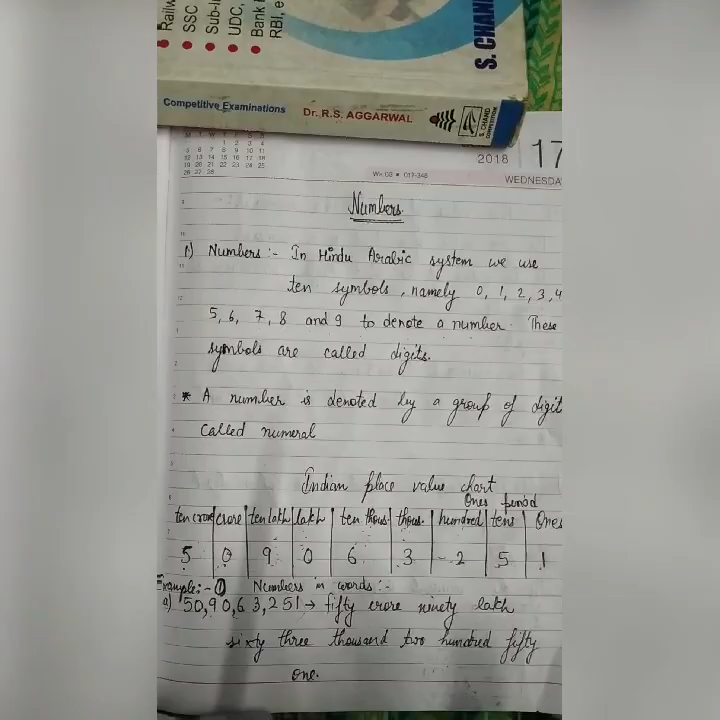 Railw
SSC
Sub-I
UDC,
Bank
RBI, e
S. CHAN
Competitive Examinations Dr. R.S. AGGARWAL S. CHAND
2018 17
WEDNESDA
Numbers
1) Numbers :- In Hindu Arabic system we use
ten symbols, namely 0, 1, 2, 3, 4
5, 6, 7, 8 and 9 to denote a number. These
symbols are called digits.
* A number is denoted by a group of digit
called numeral
Indian place value chart
Ones period
ten crore crore ten lakh lakh ten thous. thous. hundred tens Ones
5 0 9 0 6 3 2 5 1
Example:- ① Numbers in words:-
a) 50,90,63,251 → fifty crore ninety lakh
sixty three thousand two hundred fifty
one.